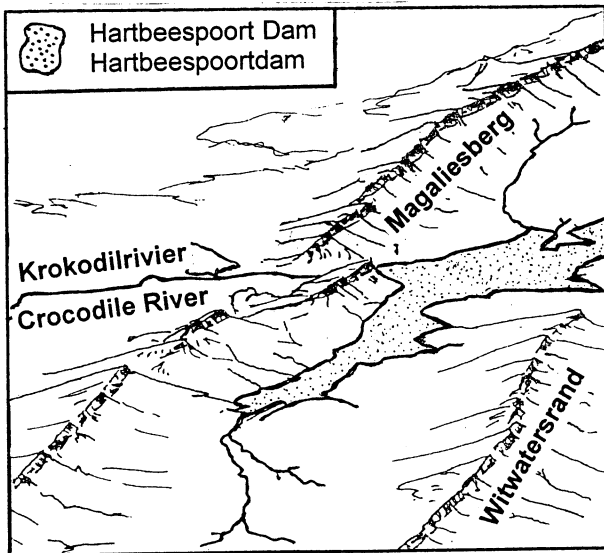 Hartbeespoort Dam
Hartbeespoortdam
Magaliesberg
Krokodilrivier
Crocodile River
Witwatersrand